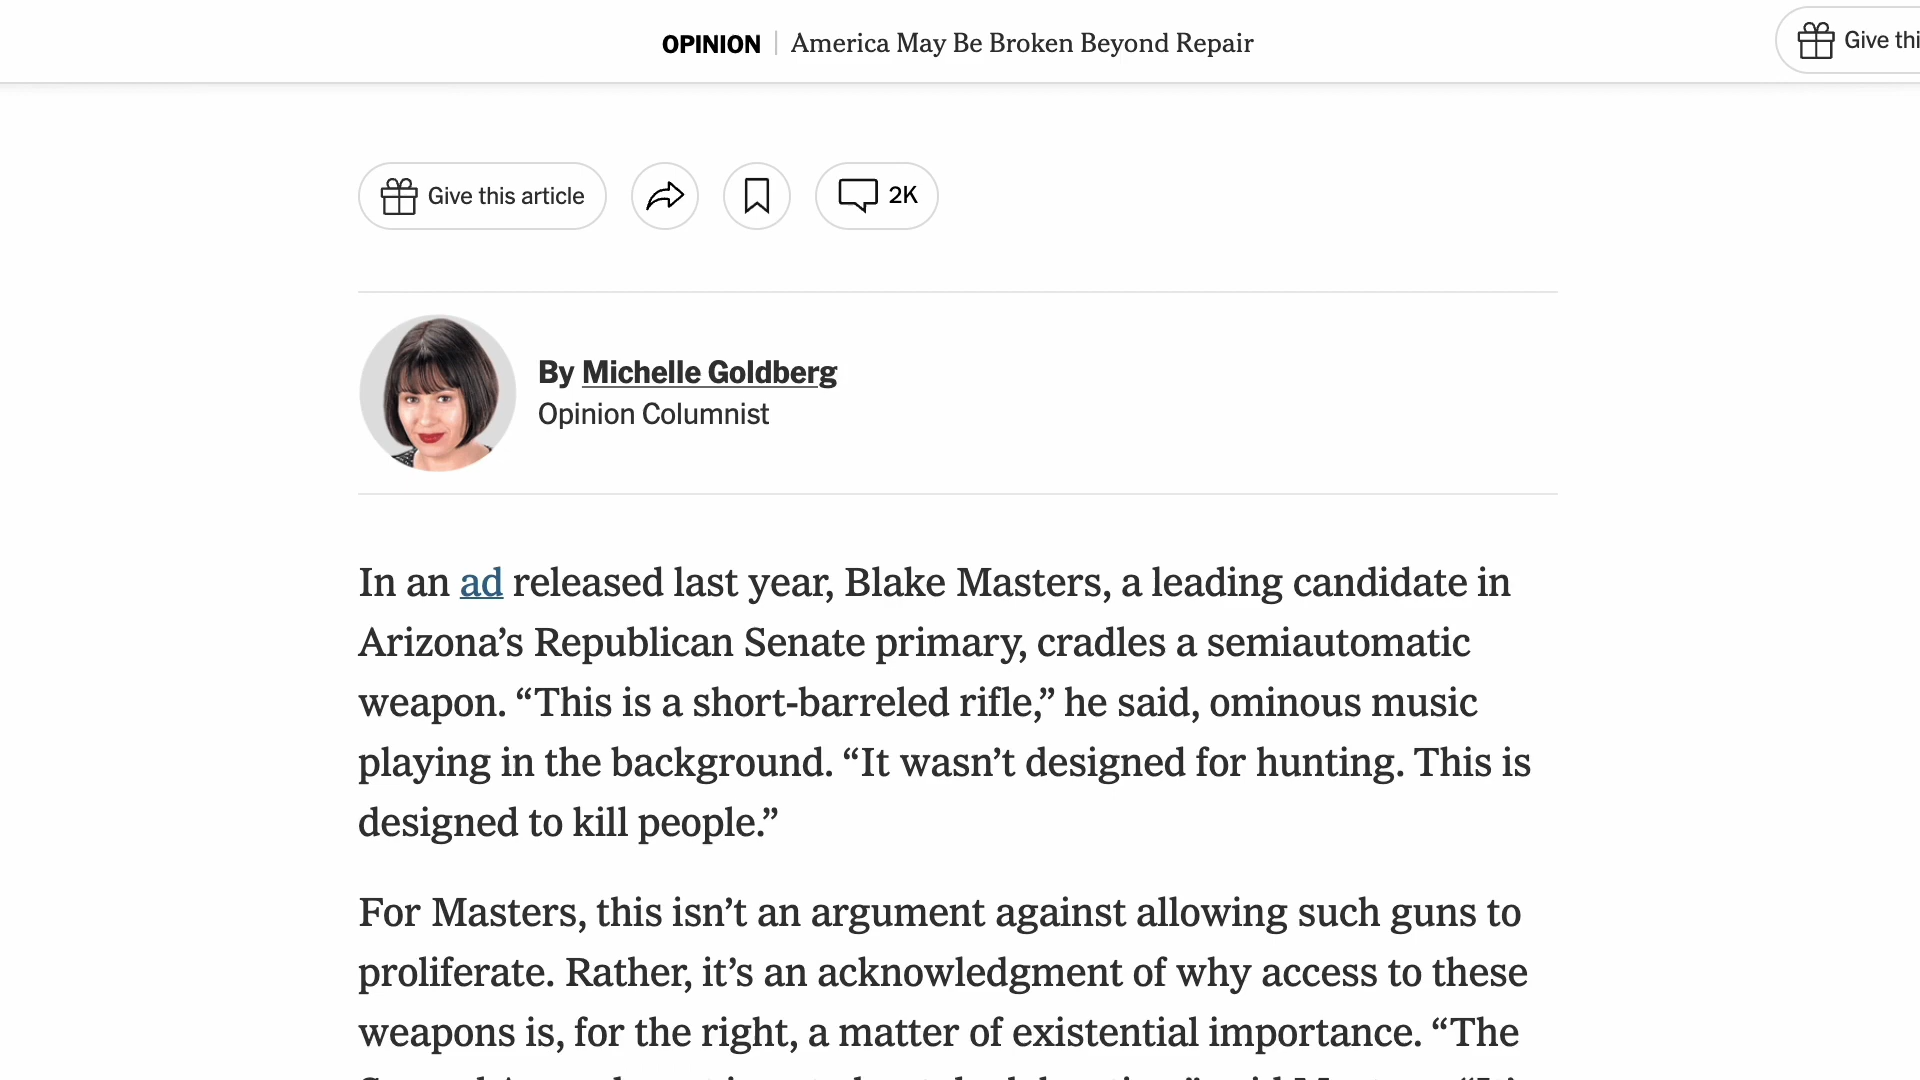 OPINION | America May Be Broken Beyond Repair
Give thi
Give this article
2K
By Michelle Goldberg
Opinion Columnist
In an ad released last year, Blake Masters, a leading candidate in
Arizona’s Republican Senate primary, cradles a semiautomatic
weapon. “This is a short-barreled rifle,” he said, ominous music
playing in the background. “It wasn’t designed for hunting. This is
designed to kill people.”
For Masters, this isn’t an argument against allowing such guns to
proliferate. Rather, it’s an acknowledgment of why access to these
weapons is, for the right, a matter of existential importance. “The